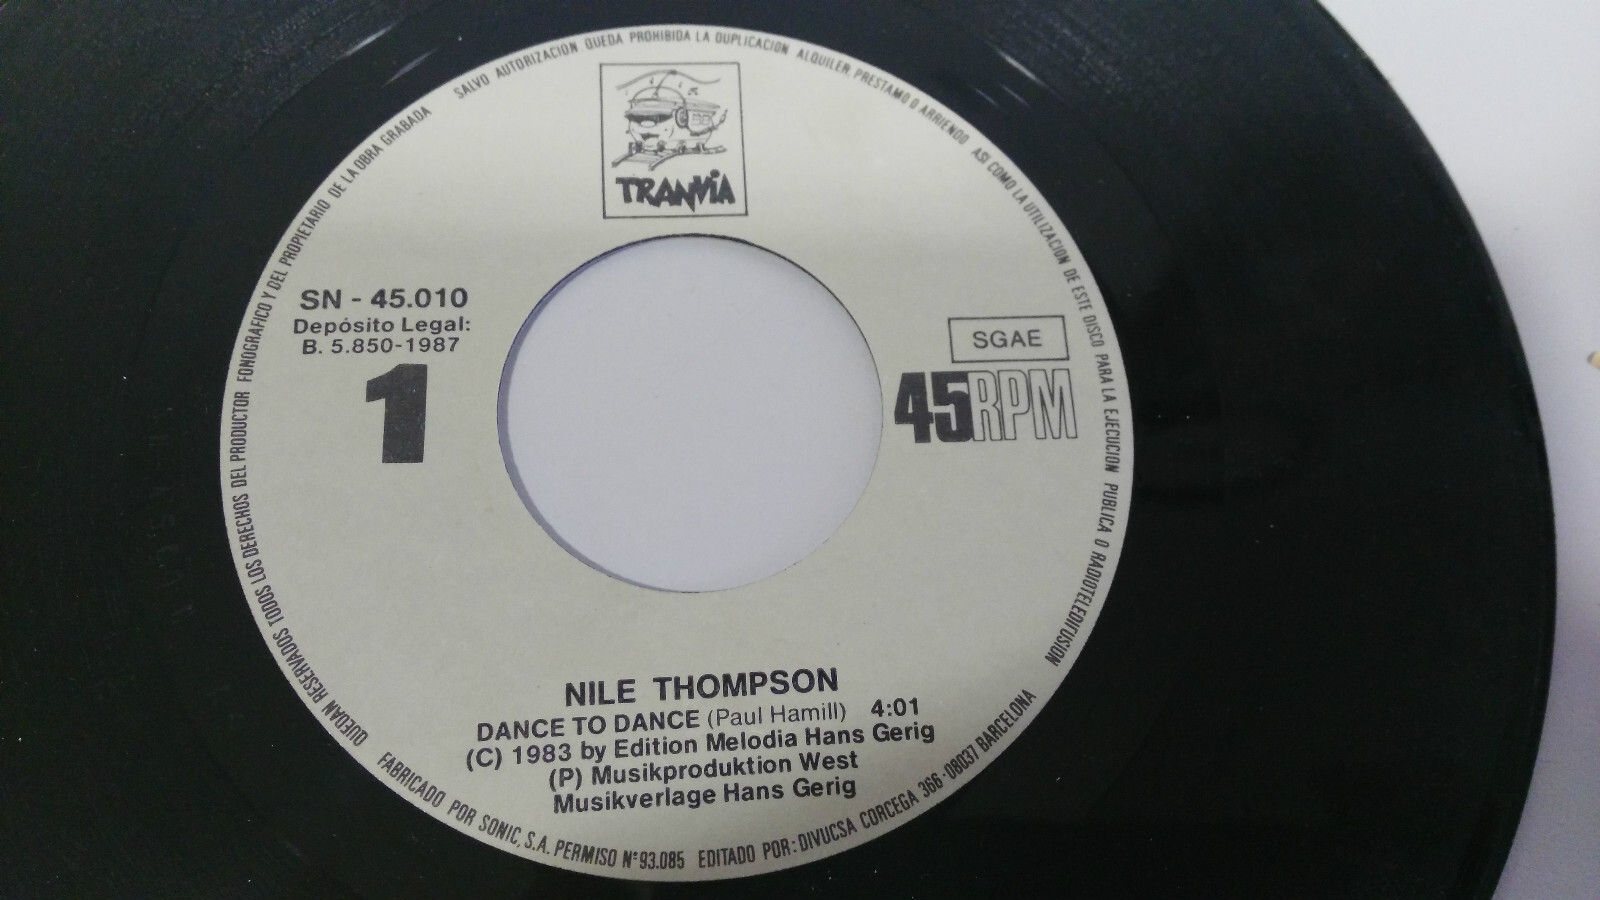 QUEDAN RESERVADOS TODOS LOS DERECHOS DEL PRODUCTOR FONOGRAFICO Y DEL PROPIETARIO DE LA OBRA GRABADA SALVO AUTORIZACION QUEDA PROHIBIDA LA DUPLICACION ALQUILER, PRESTAMO O ARRIENDO ASI COMO LA UTILIZACION DE ESTE DISCO PARA LA EJECUCION PUBLICA O RADIOTELEDIFUSION
TRANVIA
SN - 45.010
Depósito Legal:
B. 5.850-1987
1
SGAE
45RPM
NILE THOMPSON
DANCE TO DANCE (Paul Hamill) 4:01
(C) 1983 by Edition Melodia Hans Gerig
(P) Musikproduktion West
Musikverlage Hans Gerig
FABRICADO POR SONIC, S.A. PERMISO Nº 93.085 EDITADO POR: DIVUCSA CORCEGA 366-08037 BARCELONA